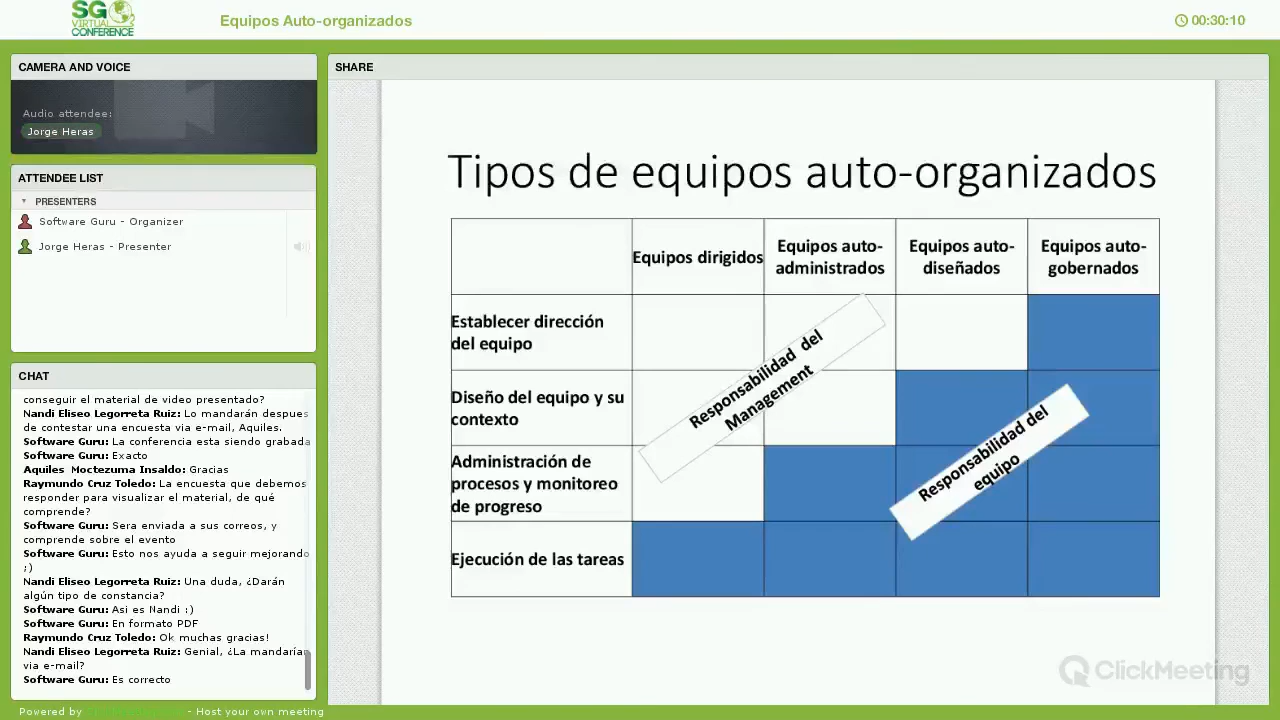 SG
VIRTUAL
CONFERENCE
Equipos Auto-organizados
00:30:10
CAMERA AND VOICE
Audio attendee:
Jorge Heras
ATTENDEE LIST
PRESENTERS
Software Guru - Organizer
Jorge Heras - Presenter
CHAT
conseguir el material de video presentado?
Nandi Eliseo Legorreta Ruiz: Lo mandarán despues
de contestar una encuesta via e-mail, Aquiles.
Software Guru: La conferencia esta siendo grabada
Software Guru: Exacto
Aquiles Moctezuma Insaldo: Gracias
Raymundo Cruz Toledo: La encuesta que debemos
responder para visualizar el material, de qué
comprende?
Software Guru: Sera enviada a sus correos, y
comprende sobre el evento
Software Guru: Esto nos ayuda a seguir mejorando
;)
Nandi Eliseo Legorreta Ruiz: Una duda, ¿Darán
algún tipo de constancia?
Software Guru: Asi es Nandi :)
Software Guru: En formato PDF
Raymundo Cruz Toledo: Ok muchas gracias!
Nandi Eliseo Legorreta Ruiz: Genial, ¿La mandarían
via e-mail?
Software Guru: Es correcto
Powered by
- Host your own meeting
SHARE
Tipos de equipos auto-organizados
Equipos dirigidos
Equipos auto-
administrados
Equipos auto-
diseñados
Equipos auto-
gobernados
Establecer dirección
del equipo
Diseño del equipo y su
contexto
Administración de
procesos y monitoreo
de progreso
Ejecución de las tareas
Responsabilidad del
Management
Responsabilidad del
equipo
ClickMeeting